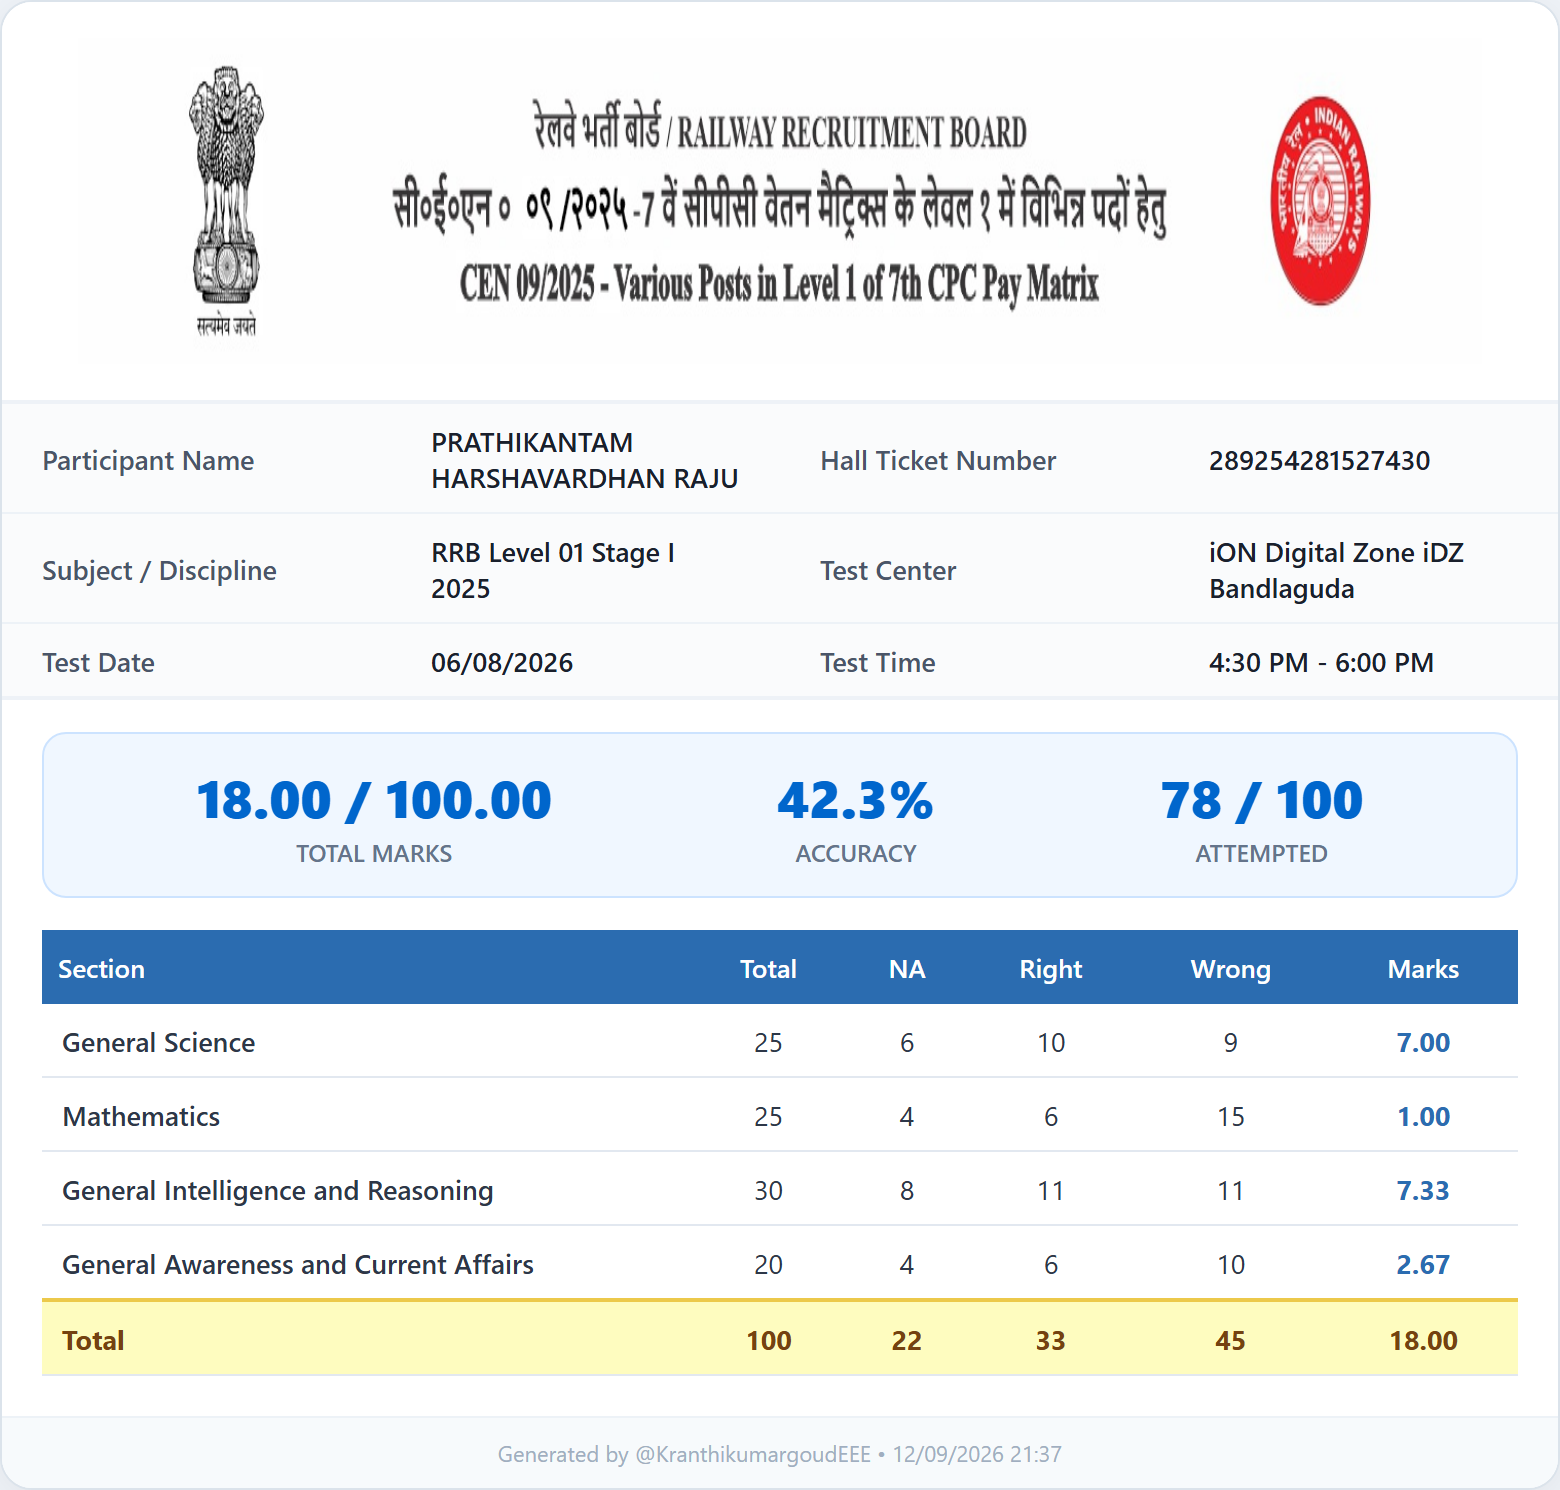 सत्यमेव जयते
रेलवे भर्ती बोर्ड / RAILWAY RECRUITMENT BOARD
सी०ई०एन ० ०९ /२०२५ -7 वें सीपीसी वेतन मैट्रिक्स के लेवल १ में विभिन्न पदों हेतु
CEN 09/2025 - Various Posts in Level 1 of 7th CPC Pay Matrix
भारतीय रेल • INDIAN RAILWAYS
Participant Name PRATHIKANTAM HARSHAVARDHAN RAJU Hall Ticket Number 289254281527430
Subject / Discipline RRB Level 01 Stage I 2025 Test Center iON Digital Zone iDZ Bandlaguda
Test Date 06/08/2026 Test Time 4:30 PM - 6:00 PM
18.00 / 100.00 42.3% 78 / 100
TOTAL MARKS ACCURACY ATTEMPTED
Section Total NA Right Wrong Marks
General Science 25 6 10 9 7.00
Mathematics 25 4 6 15 1.00
General Intelligence and Reasoning 30 8 11 11 7.33
General Awareness and Current Affairs 20 4 6 10 2.67
Total 100 22 33 45 18.00
Generated by @KranthikumargoudEEE • 12/09/2026 21:37